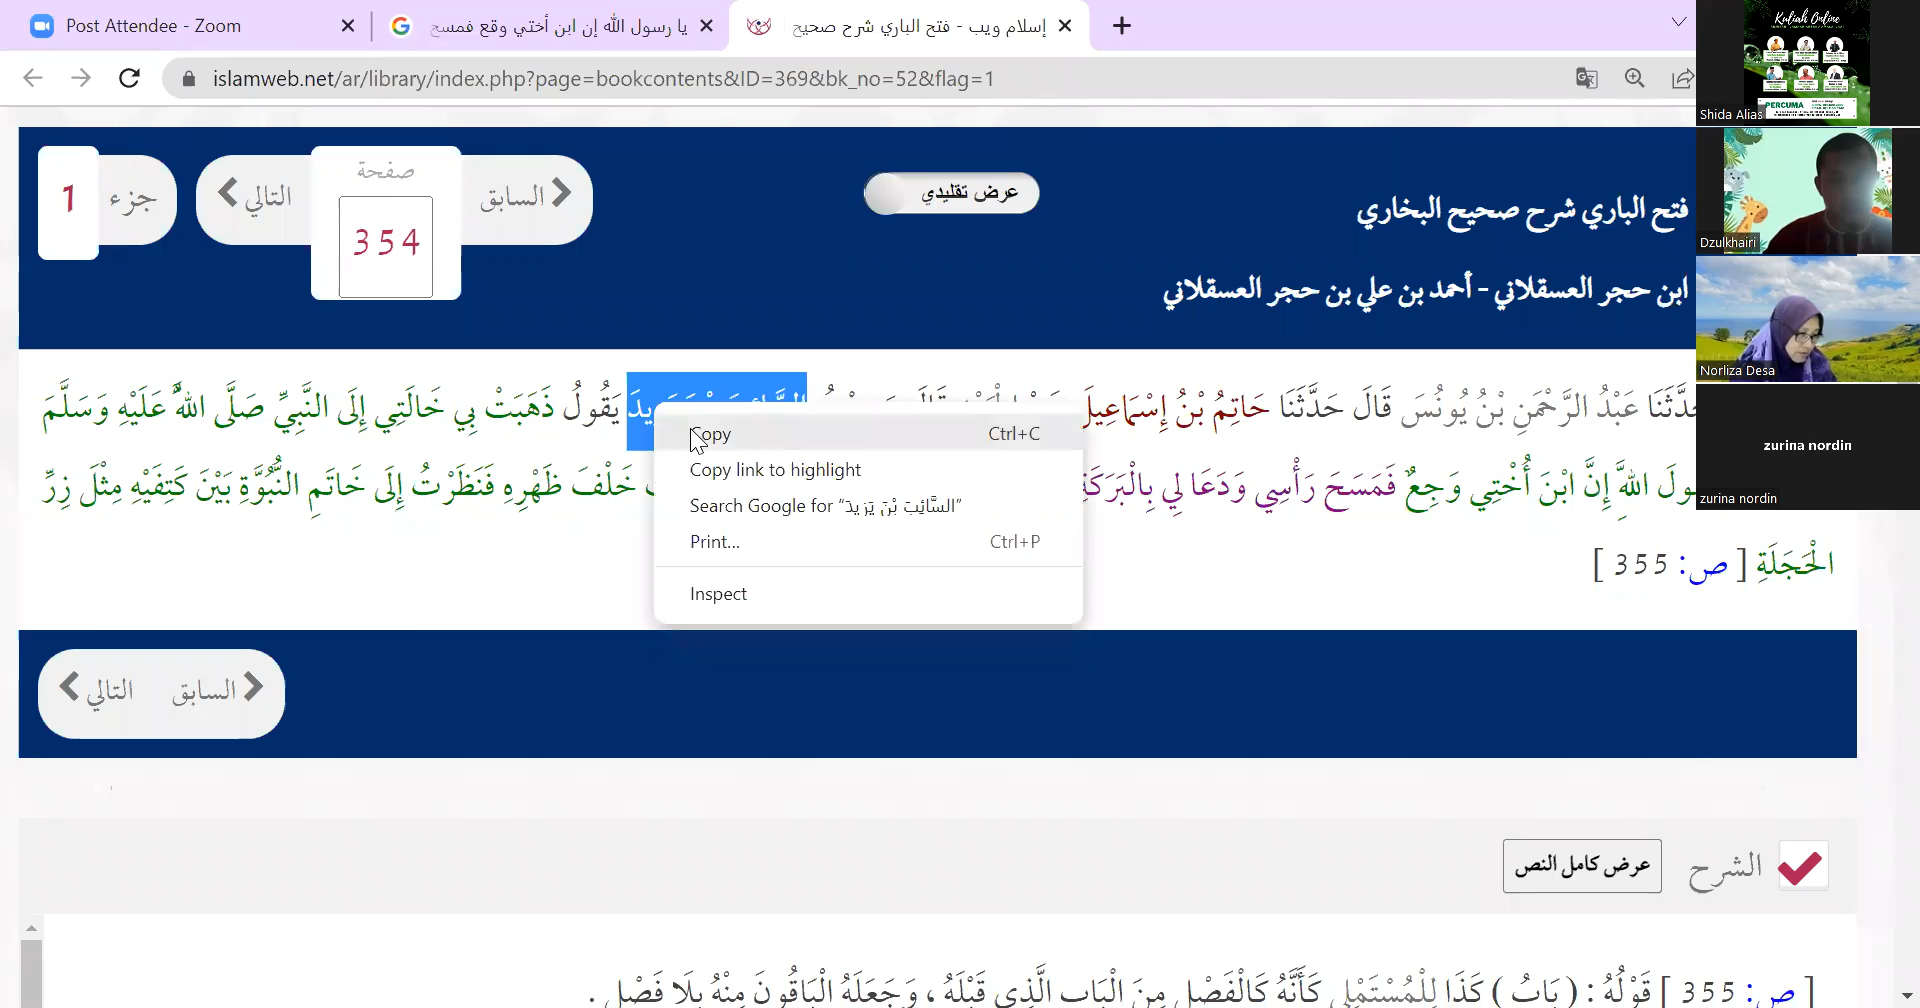 Post Attendee - Zoom
يا رسول الله إن ابن أختي وقع فمسح
إسلام ويب - فتح الباري شرح صحيح
islamweb.net/ar/library/index.php?page=bookcontents&ID=369&bk_no=52&flag=1
Kuliah Online
PERCUMA
Shida Alias
Dzulkhairi
Norliza Desa
zurina nordin
zurina nordin
جزء
1
التالي
صفحة
354
السابق
عرض تقليدي
فتح الباري شرح صحيح البخاري
ابن حجر العسقلاني - أحمد بن علي بن حجر العسقلاني
حَدَّثَنَا عَبْدُ الرَّحْمَنِ بْنُ يُونُسَ قَالَ حَدَّثَنَا حَاتِمُ بْنُ إِسْمَاعِيلَ يَقُولُ ذَهَبَتْ بِي خَالَتِي إِلَى النَّبِيِّ صَلَّى اللَّهُ عَلَيْهِ وَسَلَّمَ
اللَّهِ إِنَّ ابْنَ أُخْتِي وَجِعٌ فَمَسَحَ رَأْسِي وَدَعَا لِي بِالْبَرَكَةِ خَلْفَ ظَهْرِهِ فَنَظَرْتُ إِلَى خَاتَمِ النُّبُوَّةِ بَيْنَ كَتِفَيْهِ مِثْلَ زِرِّ
الْحَجَلَةِ [ ص: 355 ]
Copy Ctrl+C
Copy link to highlight
Search Google for “السَّائِبَ بْنَ يَزِيدَ”
Print... Ctrl+P
Inspect
السابق
التالي
الشرح
عرض كامل النص
[ ص: 355 ] قَوْلُهُ : ( بَابُ ) كَذَا لِلْمُسْتَمْلِي كَأَنَّهُ كَالْفَصْلِ مِنَ الْبَابِ الَّذِي قَبْلَهُ ، وَجَعَلَهُ الْبَاقُونَ مِنْهُ بِلَا فَصْلٍ .